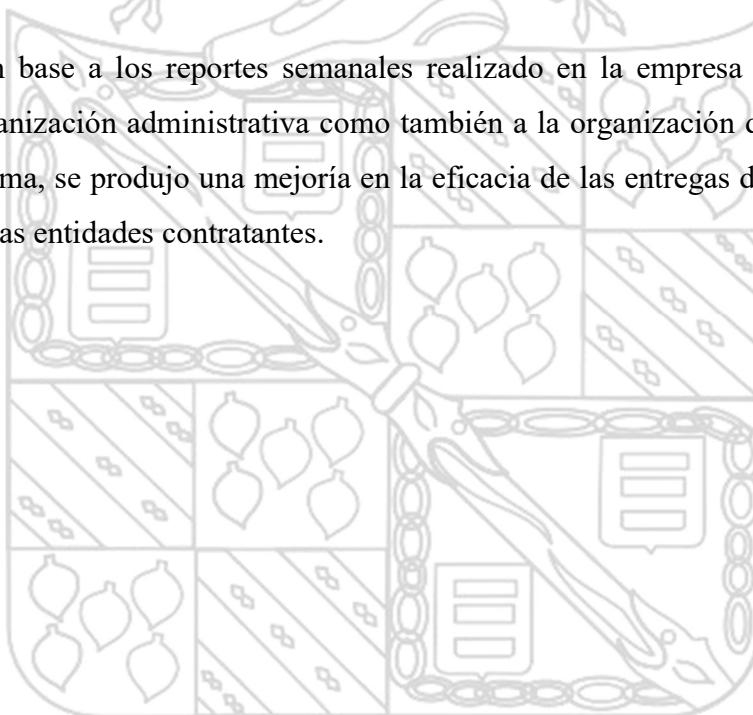 n base a los reportes semanales realizado en la empresa
anización administrativa como también a la organización d
ma, se produjo una mejoría en la eficacia de las entregas d
as entidades contratantes.